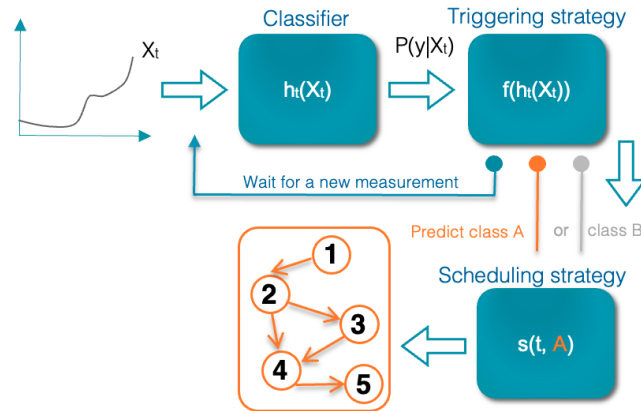 Classifier
Triggering strategy
Xₜ
P(y|Xₜ)
hₜ(Xₜ)
f(hₜ(Xₜ))
Wait for a new measurement
Predict class A or class B
Scheduling strategy
s(t, A)
1
2
3
4
5